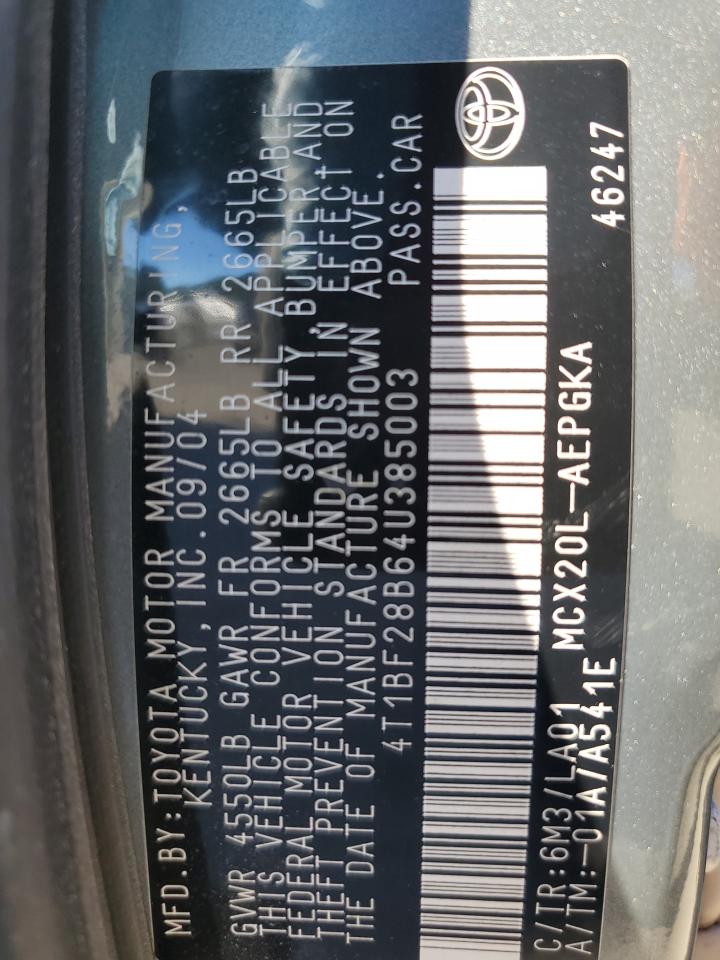 MFD.BY:TOYOTA MOTOR MANUFACTURING,
KENTUCKY,INC.09/04
GVWR 4550LB GAWR FR 2665LB RR 2665LB
THIS VEHICLE CONFORMS TO ALL APPLICABLE
FEDERAL MOTOR VEHICLE SAFETY,BUMPER,AND
THEFT PREVENTION STANDARDS IN EFFECT ON
THE DATE OF MANUFACTURE SHOWN ABOVE.
4T1BF28B64U385003 PASS.CAR
C/TR:6M3/LA01 MCX20L-AEPGKA 46247
A/TM:-01A/A541E